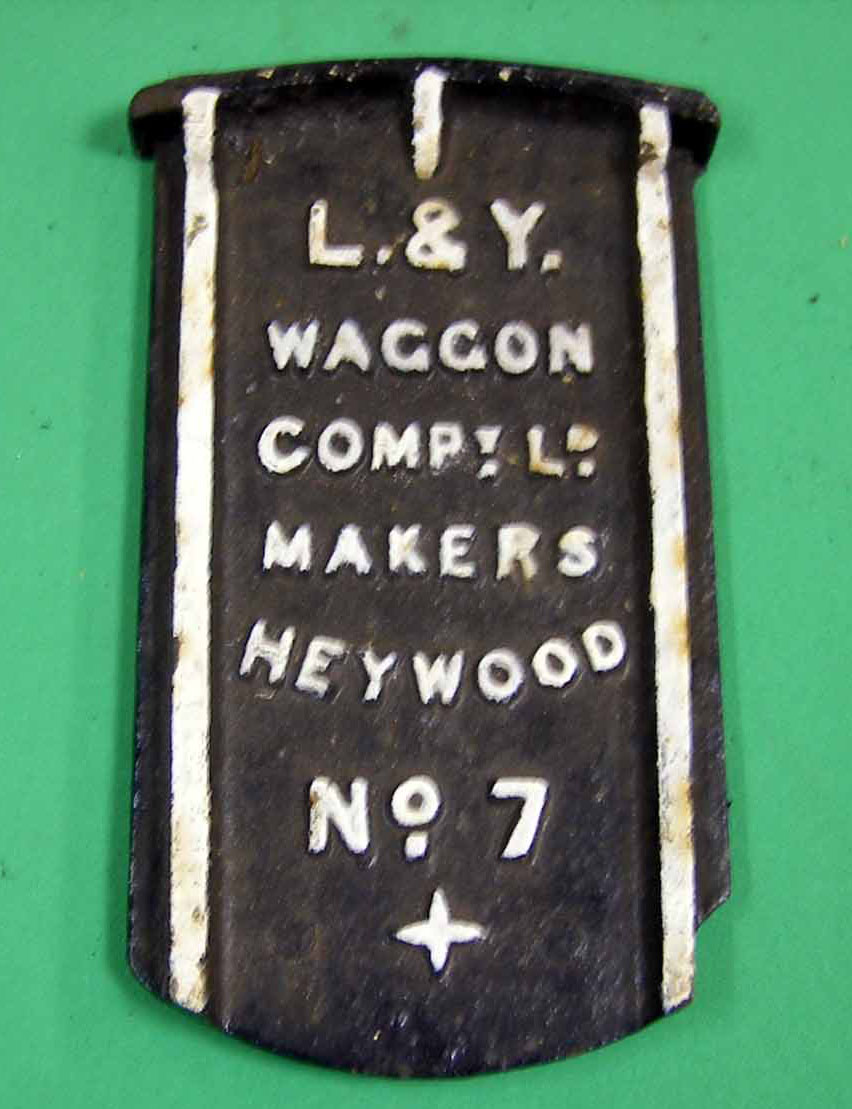 L. & Y.
WAGGON
COMPY. LD.
MAKERS
HEYWOOD
No. 7